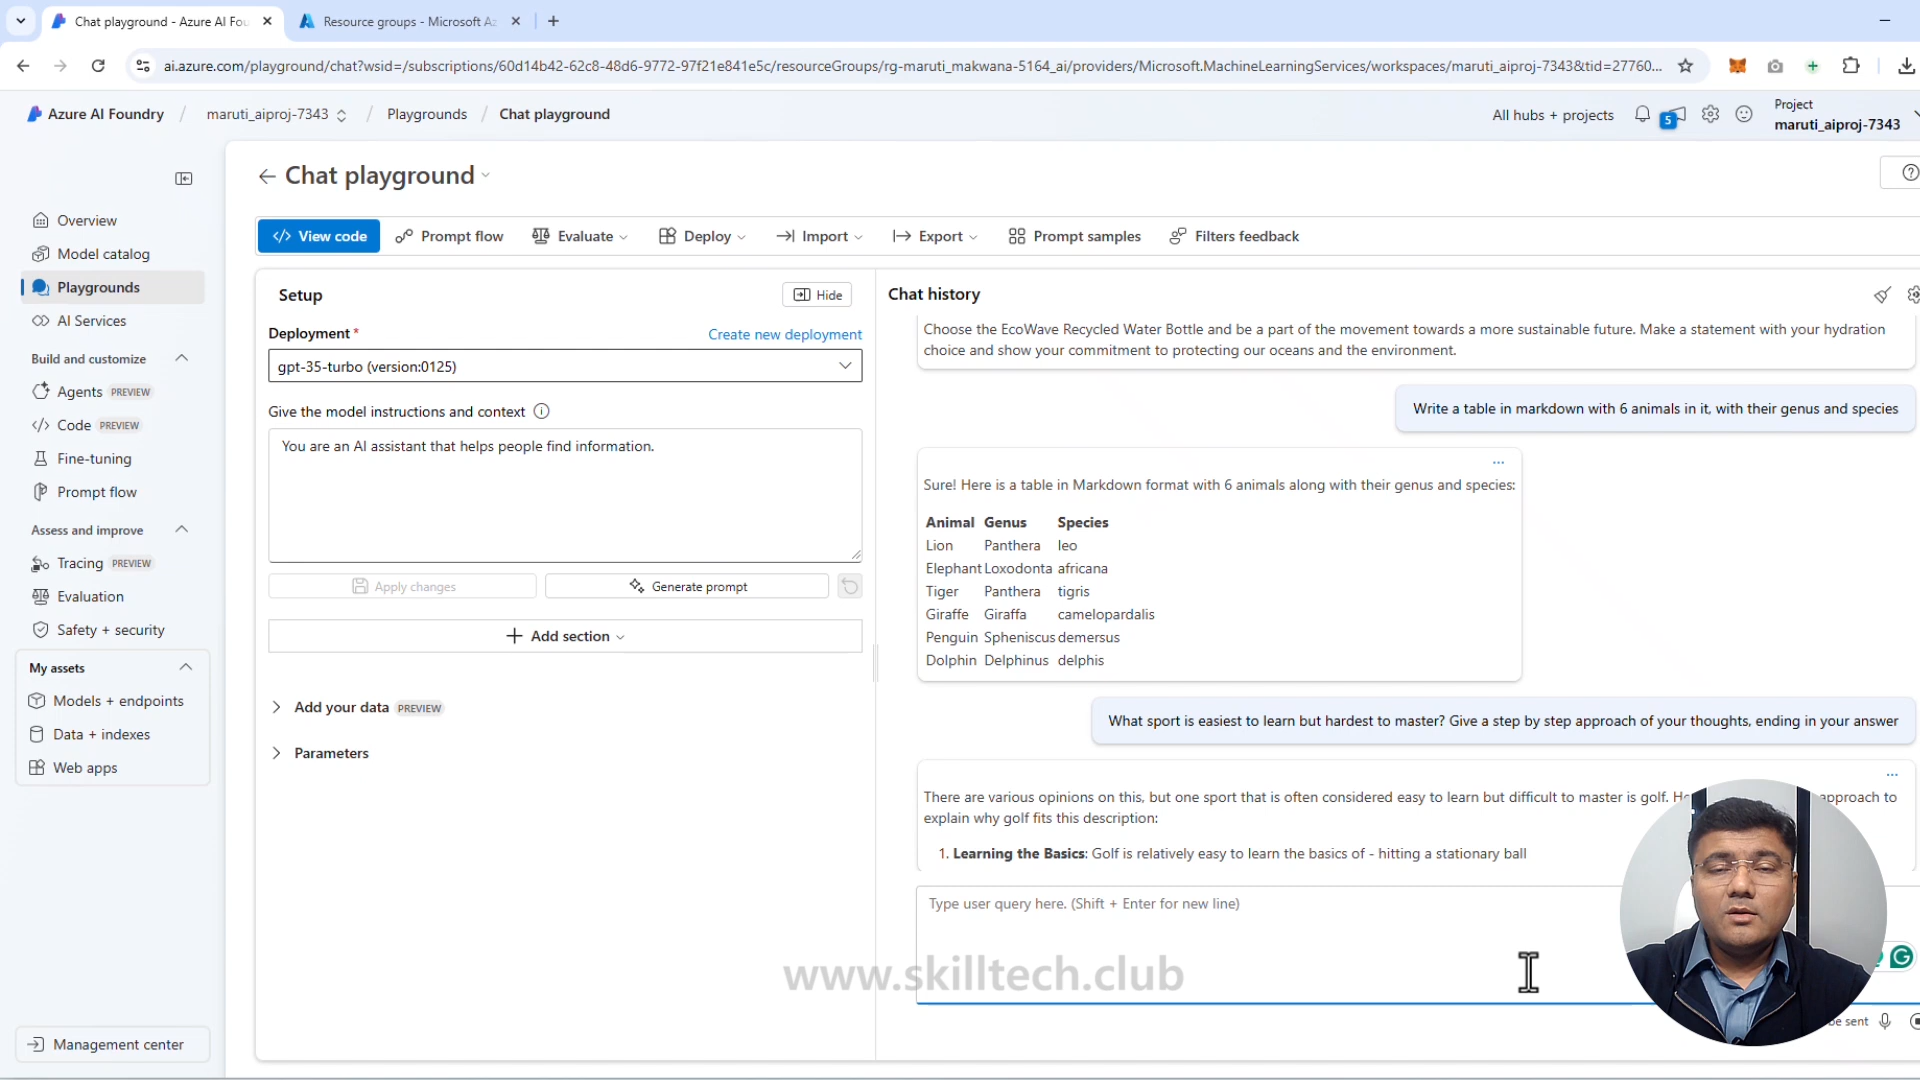 Chat playground - Azure AI Fou
Resource groups - Microsoft Az
ai.azure.com/playground/chat?wsid=/subscriptions/60d14b42-62c8-48d6-9772-97f21e841e5c/resourceGroups/rg-maruti_makwana-5164_ai/providers/Microsoft.MachineLearningServices/workspaces/maruti_aiproj-7343&tid=27760...
Azure AI Foundry / maruti_aiproj-7343 / Playgrounds / Chat playground
All hubs + projects
5
Project
maruti_aiproj-7343
Chat playground
View code
Prompt flow
Evaluate
Deploy
Import
Export
Prompt samples
Filters feedback
Overview
Model catalog
Playgrounds
AI Services
Build and customize
Agents PREVIEW
Code PREVIEW
Fine-tuning
Prompt flow
Assess and improve
Tracing PREVIEW
Evaluation
Safety + security
My assets
Models + endpoints
Data + indexes
Web apps
Management center
Setup
Hide
Deployment *
Create new deployment
gpt-35-turbo (version:0125)
Give the model instructions and context
You are an AI assistant that helps people find information.
Apply changes
Generate prompt
Add section
Add your data PREVIEW
Parameters
Chat history
Choose the EcoWave Recycled Water Bottle and be a part of the movement towards a more sustainable future. Make a statement with your hydration
choice and show your commitment to protecting our oceans and the environment.
Write a table in markdown with 6 animals in it, with their genus and species
Sure! Here is a table in Markdown format with 6 animals along with their genus and species:
Animal Genus Species
Lion Panthera leo
Elephant Loxodonta africana
Tiger Panthera tigris
Giraffe Giraffa camelopardalis
Penguin Spheniscus demersus
Dolphin Delphinus delphis
What sport is easiest to learn but hardest to master? Give a step by step approach of your thoughts, ending in your answer
There are various opinions on this, but one sport that is often considered easy to learn but difficult to master is golf. approach to
explain why golf fits this description:
1. Learning the Basics: Golf is relatively easy to learn the basics of - hitting a stationary ball
Type user query here. (Shift + Enter for new line)
www.skilltech.club
be sent